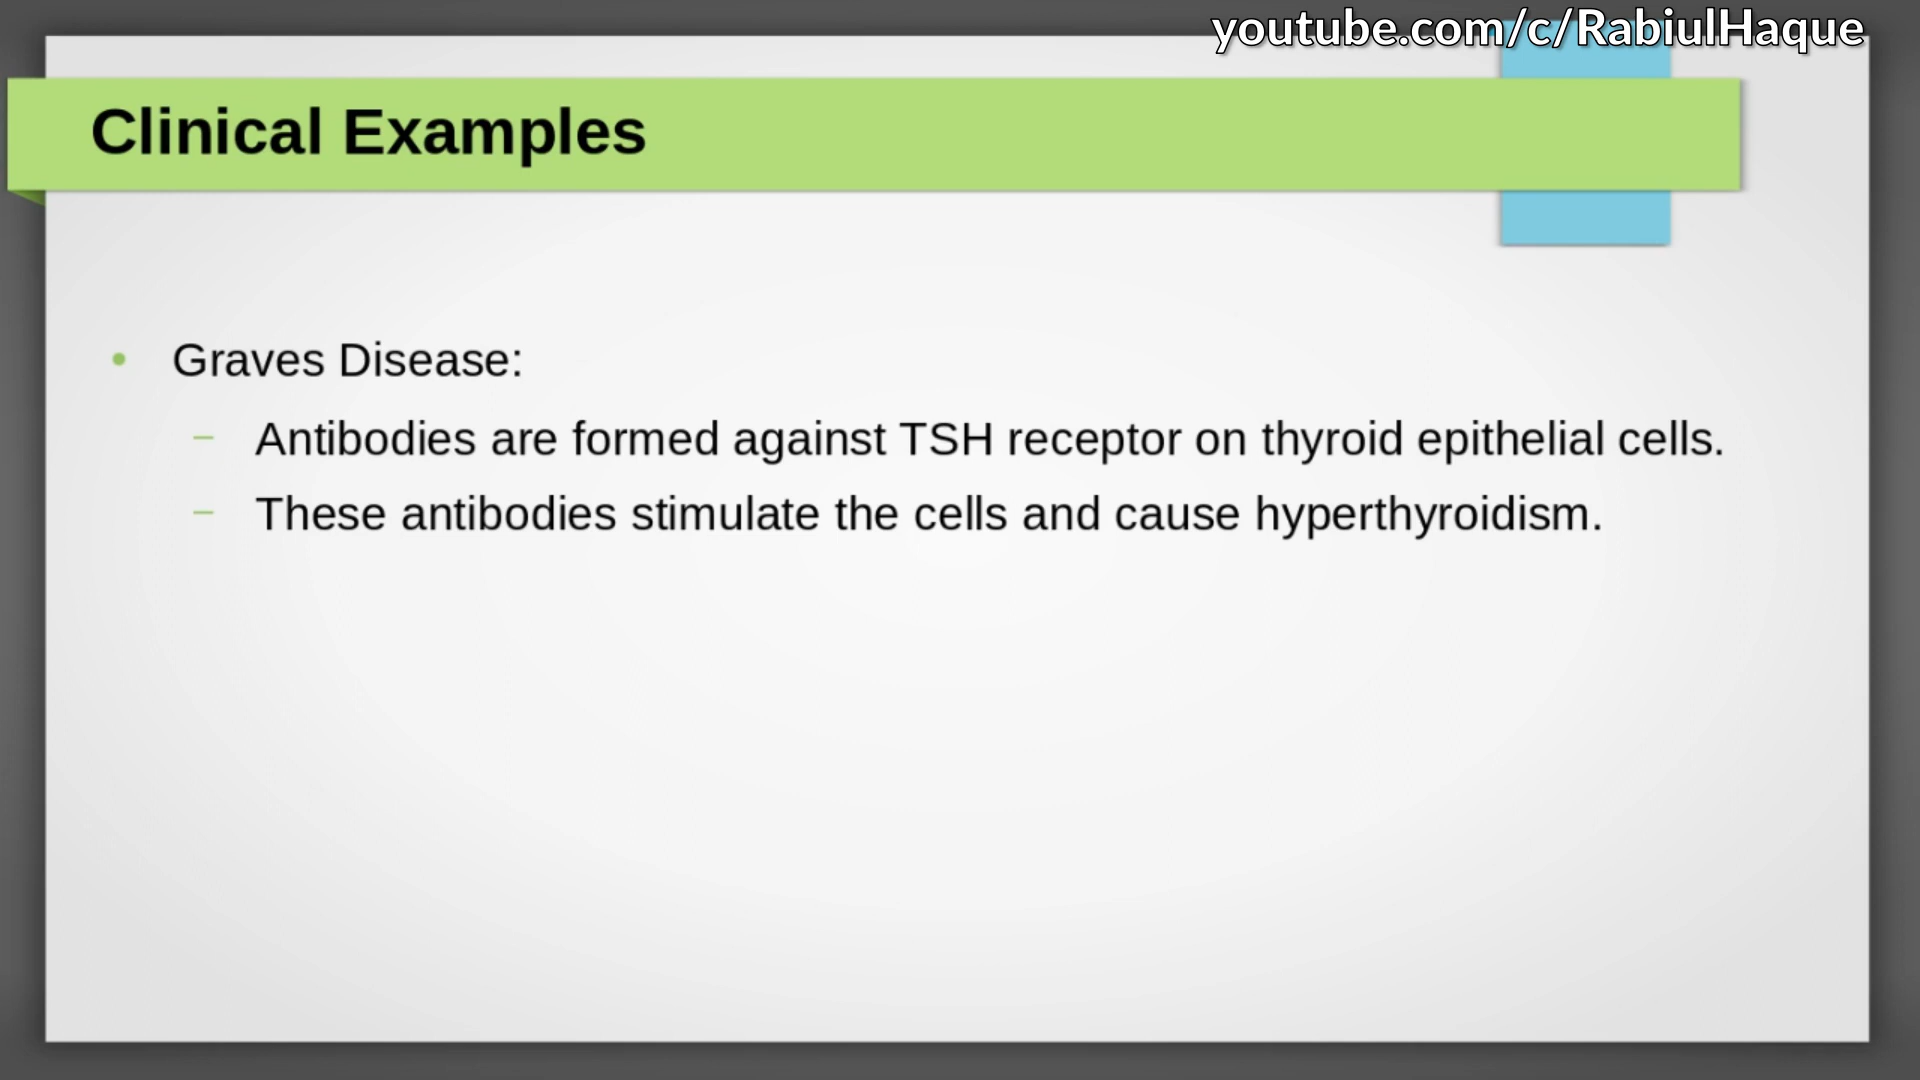 youtube.com/c/RabiulHaque
Clinical Examples
• Graves Disease:
– Antibodies are formed against TSH receptor on thyroid epithelial cells.
– These antibodies stimulate the cells and cause hyperthyroidism.